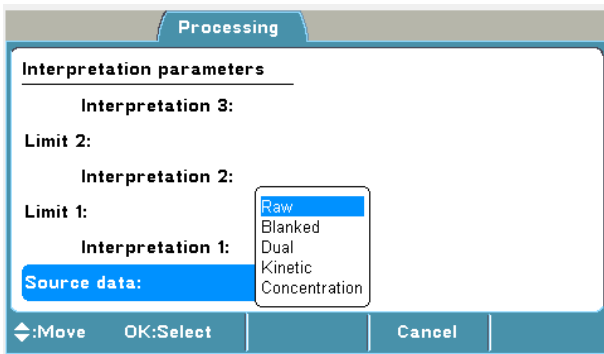 Processing
Interpretation parameters
Interpretation 3:
Limit 2:
Interpretation 2:
Limit 1:
Interpretation 1:
Source data:
Raw
Blanked
Dual
Kinetic
Concentration
:Move OK:Select Cancel